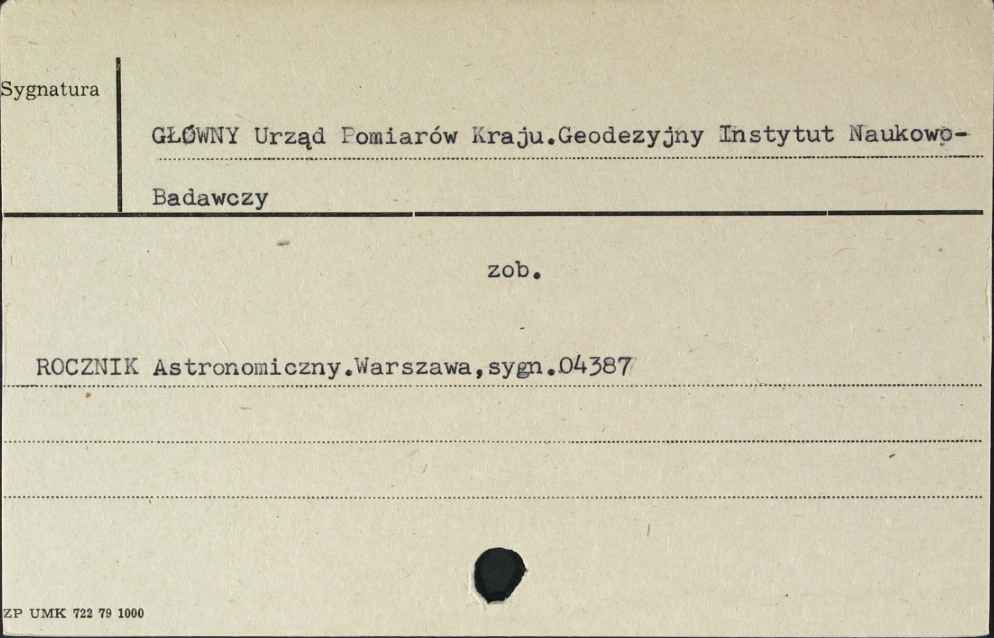 Sygnatura
GŁÓWNY Urząd Pomiarów Kraju.Geodezyjny Instytut Naukowo-
Badawczy
zob.
ROCZNIK Astronomiczny.Warszawa,sygn.04387
ZP UMK 722 79 1000